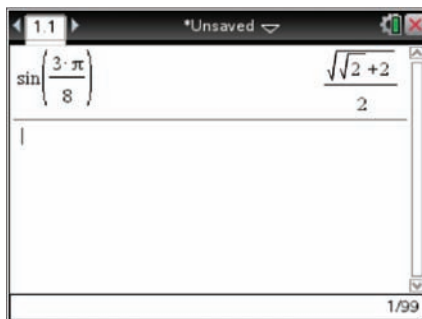 1.1 *Unsaved
sin(3·π/8) √(√2+2)/2
1/99